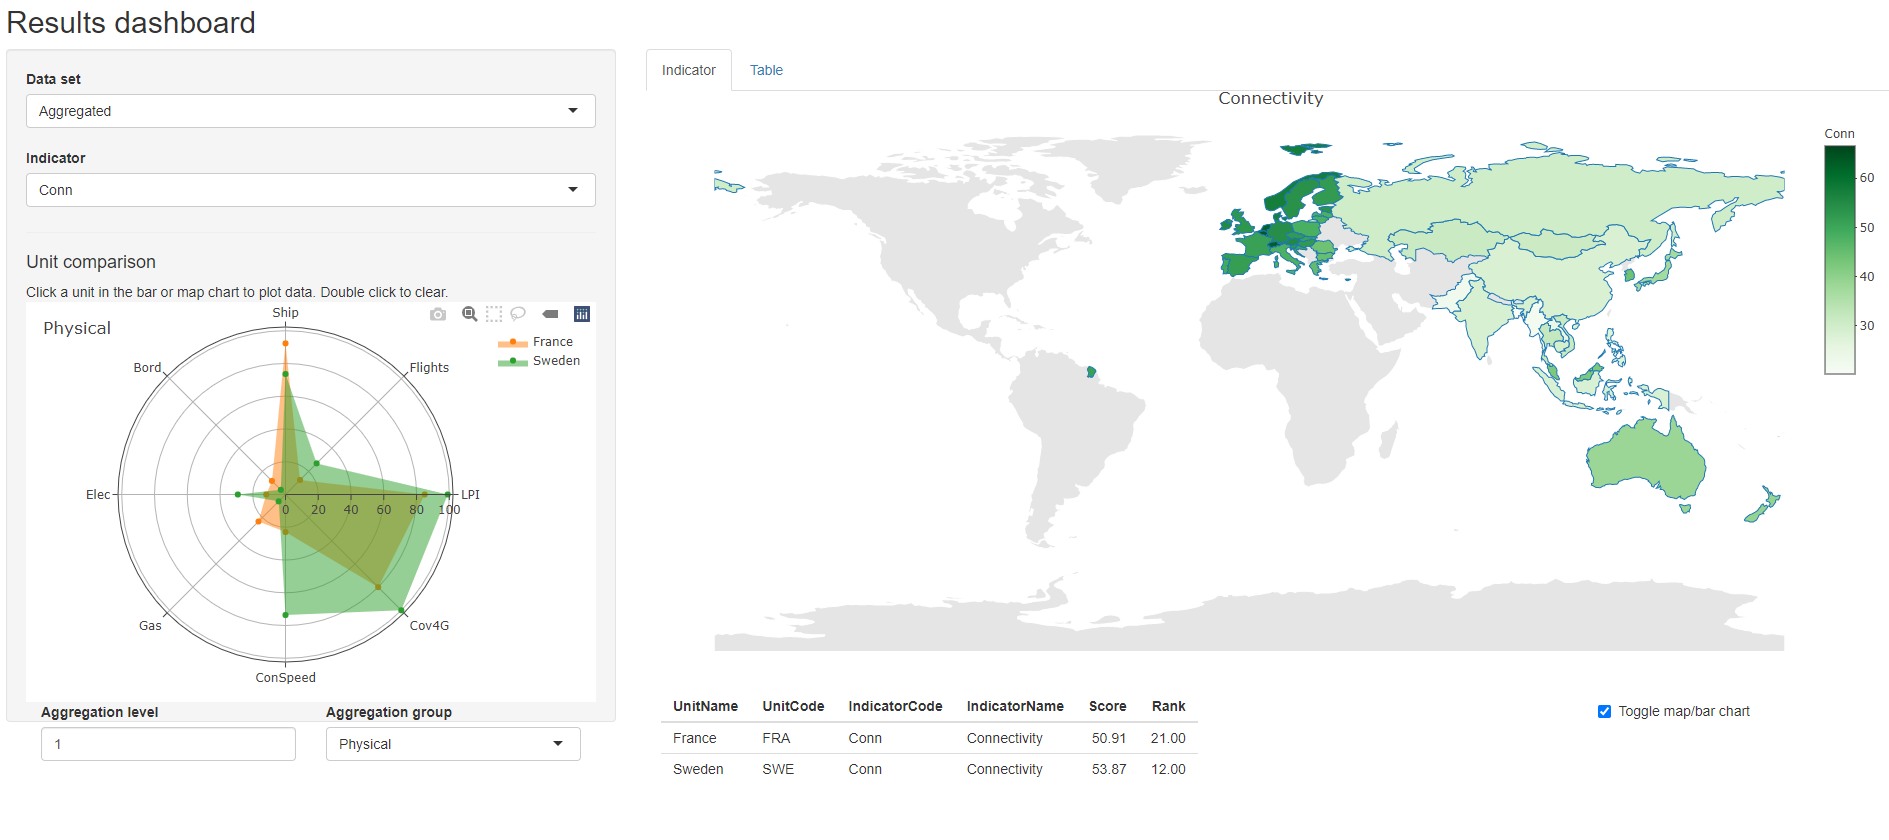 Results dashboard
Data set
Aggregated
Indicator
Conn
Unit comparison
Click a unit in the bar or map chart to plot data. Double click to clear.
Physical
Ship
Flights
LPI
Cov4G
ConSpeed
Gas
Elec
Bord
0 20 40 60 80 100
France
Sweden
Aggregation level
1
Aggregation group
Physical
Indicator
Table
Connectivity
Conn
60
50
40
30
UnitName UnitCode IndicatorCode IndicatorName Score Rank
France FRA Conn Connectivity 50.91 21.00
Sweden SWE Conn Connectivity 53.87 12.00
Toggle map/bar chart